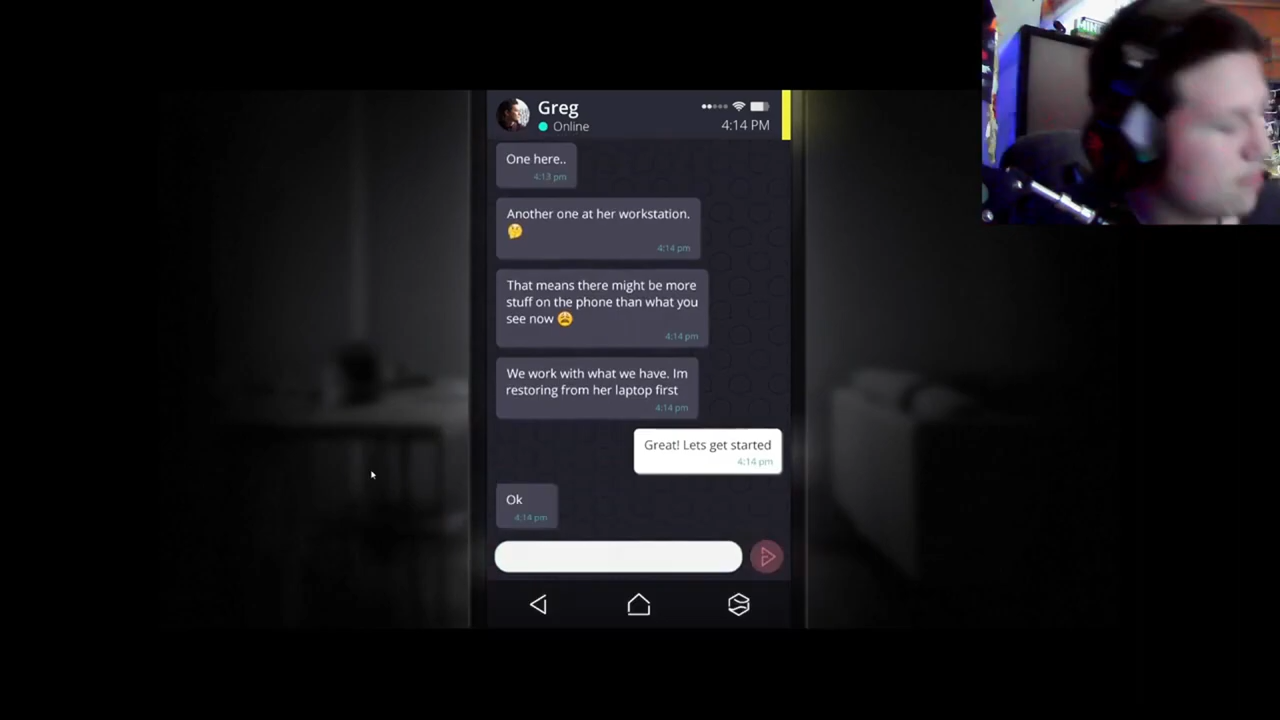 Greg
Online
4:14 PM
One here..
4:13 pm
Another one at her workstation.
🤔
4:14 pm
That means there might be more
stuff on the phone than what you
see now 😩
4:14 pm
We work with what we have. Im
restoring from her laptop first
4:14 pm
Great! Lets get started
4:14 pm
Ok
4:14 pm